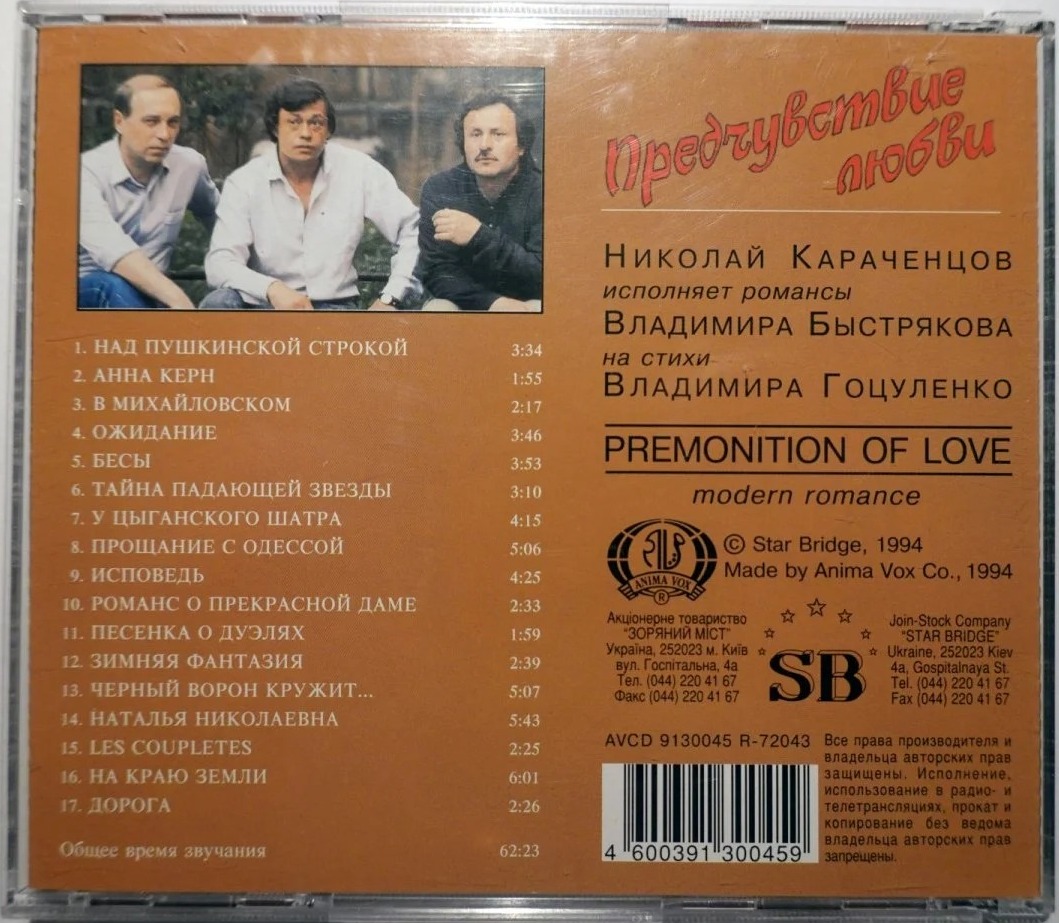 Предчувствие
любви
НИКОЛАЙ КАРАЧЕНЦОВ
исполняет романсы
ВЛАДИМИРА БЫСТРЯКОВА
на стихи
ВЛАДИМИРА ГОЦУЛЕНКО
PREMONITION OF LOVE
modern romance
1. НАД ПУШКИНСКОЙ СТРОКОЙ 3:34
2. АННА КЕРН 1:55
3. В МИХАЙЛОВСКОМ 2:17
4. ОЖИДАНИЕ 3:46
5. БЕСЫ 3:53
6. ТАЙНА ПАДАЮЩЕЙ ЗВЕЗДЫ 3:10
7. У ЦЫГАНСКОГО ШАТРА 4:15
8. ПРОЩАНИЕ С ОДЕССОЙ 5:06
9. ИСПОВЕДЬ 4:25
10. РОМАНС О ПРЕКРАСНОЙ ДАМЕ 2:33
11. ПЕСЕНКА О ДУЭЛЯХ 1:59
12. ЗИМНЯЯ ФАНТАЗИЯ 2:39
13. ЧЕРНЫЙ ВОРОН КРУЖИТ... 5:07
14. НАТАЛЬЯ НИКОЛАЕВНА 5:43
15. LES COUPLETES 2:25
16. НА КРАЮ ЗЕМЛИ 6:01
17. ДОРОГА 2:26
Общее время звучания 62:23
ANIMA VOX
®
© Star Bridge, 1994
Made by Anima Vox Co., 1994
Акціонерне товариство
"ЗОРЯНИЙ МІСТ"
Україна, 252023 м. Київ
вул. Госпітальна, 4а
Тел. (044) 220 41 67
Факс (044) 220 41 67
SB
Join-Stock Company
"STAR BRIDGE"
Ukraine, 252023 Kiev
4a, Gospitalnaya St.
Tel. (044) 220 41 67
Fax (044) 220 41 67
AVCD 9130045 R-72043
4 600391 300459
Все права производителя и
владельца авторских прав
защищены. Исполнение,
использование в радио- и
телетрансляциях, прокат и
копирование без ведома
владельца авторских прав
запрещены.